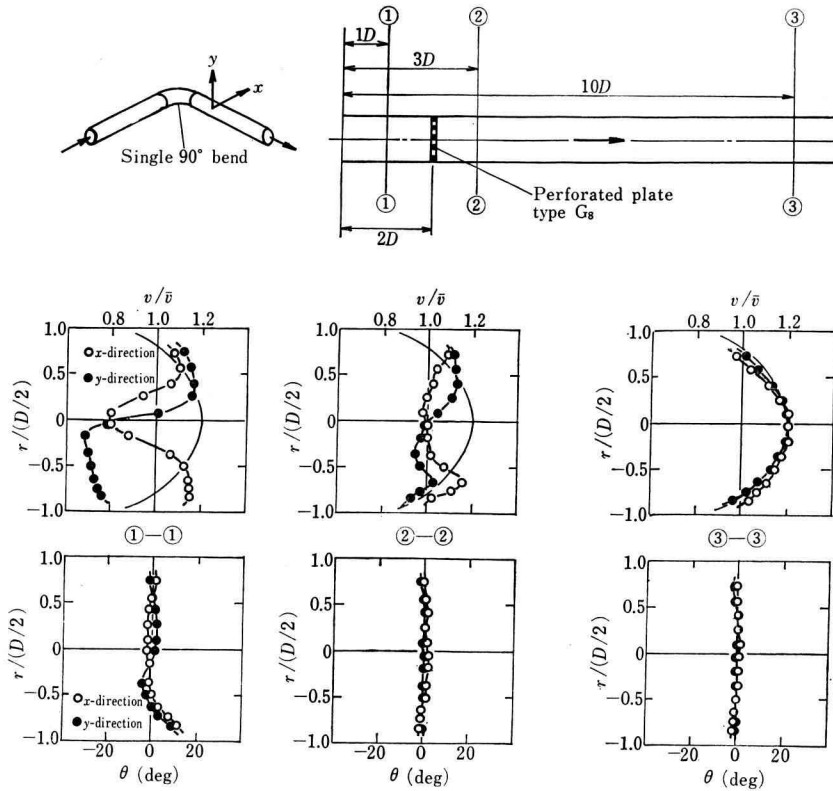 ① ② ③
1D
3D
10D
y
x
Single 90° bend
Perforated plate
type G₈
① ② ③
2D
v/v̄ v/v̄ v/v̄
0.8 1.0 1.2 0.8 1.0 1.2 0.8 1.0 1.2
1.0 1.0 1.0
x-direction
y-direction
0.5 0.5 0.5
r/(D/2) 0 r/(D/2) 0 r/(D/2) 0
−0.5 −0.5 −0.5
−1.0 −1.0 −1.0
①—① ②—② ③—③
1.0 1.0 1.0
0.5 0.5 0.5
r/(D/2) 0 r/(D/2) 0 r/(D/2) 0
−0.5 −0.5 −0.5
x-direction
y-direction
−1.0 1.0 1.0
−20 0 20 −20 0 20 −20 0 20
θ (deg) θ (deg) θ (deg)